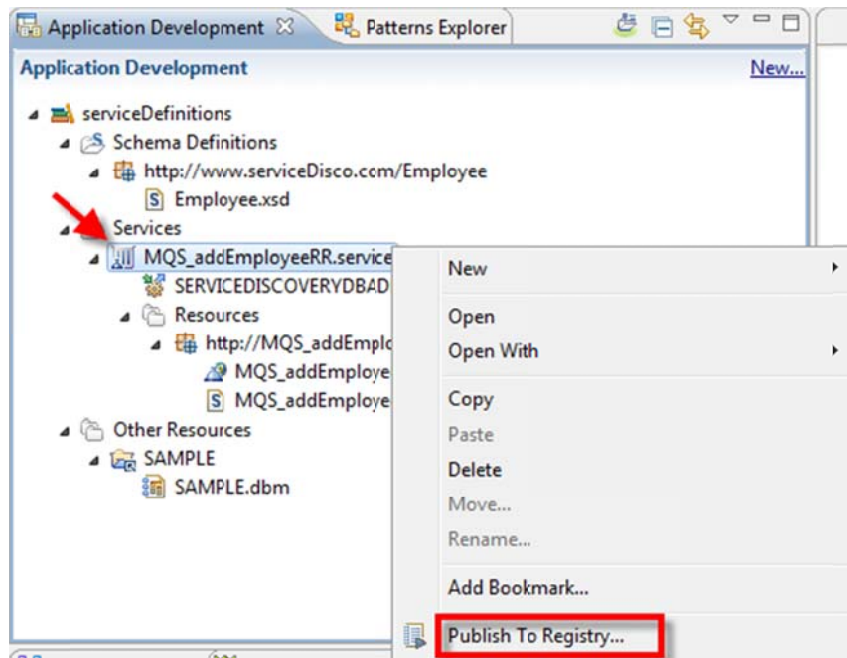 Application Development Patterns Explorer
Application Development New...
serviceDefinitions
Schema Definitions
http://www.serviceDisco.com/Employee
Employee.xsd
Services
MQS_addEmployeeRR.service
SERVICEDISCOVERYDBAD
Resources
http://MQS_addEmplo
MQS_addEmploye
MQS_addEmploye
Other Resources
SAMPLE
SAMPLE.dbm
New
Open
Open With
Copy
Paste
Delete
Move...
Rename...
Add Bookmark...
Publish To Registry...